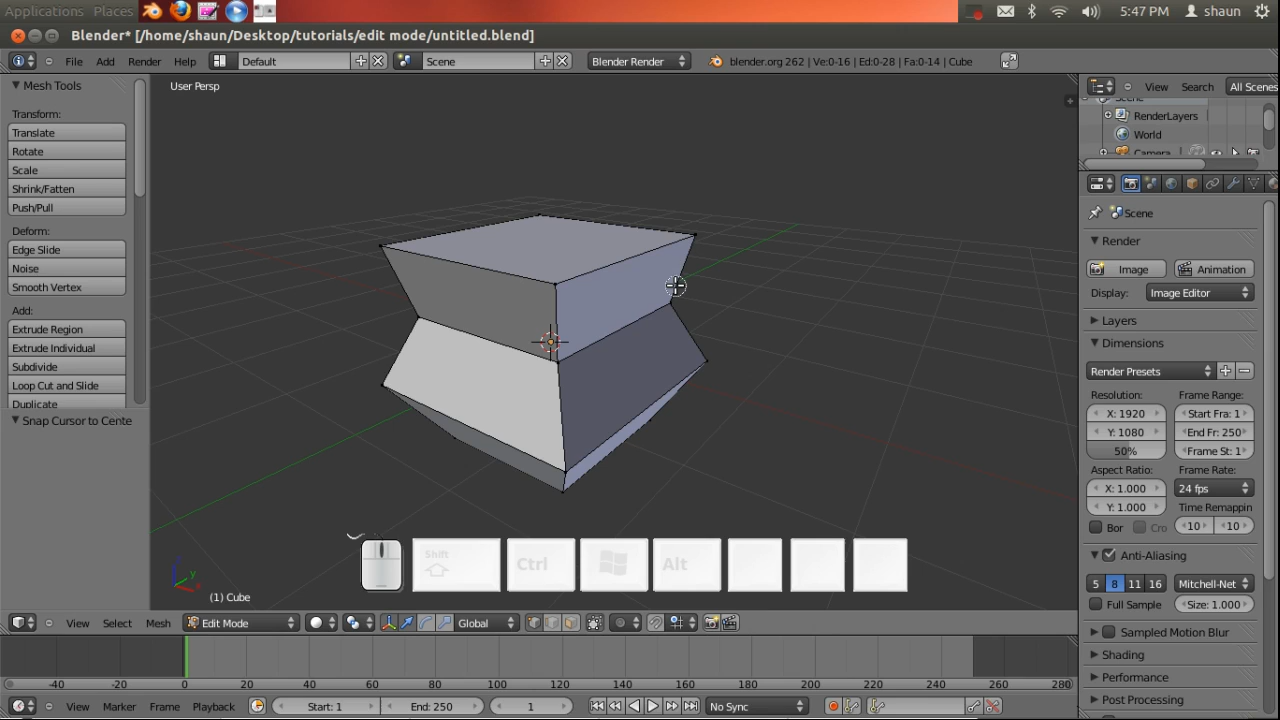 Applications Places 5:47 PM shaun
Blender* [/home/shaun/Desktop/tutorials/edit mode/untitled.blend]
File Add Render Help Default Scene Blender Render blender.org 262 | Ve:0-16 | Ed:0-28 | Fa:0-14 | Cube
Mesh Tools
Transform:
Translate
Rotate
Scale
Shrink/Fatten
Push/Pull
Deform:
Edge Slide
Noise
Smooth Vertex
Add:
Extrude Region
Extrude Individual
Subdivide
Loop Cut and Slide
Duplicate
Snap Cursor to Cente
User Persp
Shift
Ctrl
Alt
(1) Cube
View Select Mesh Edit Mode Global
-40 -20 0 20 40 60 80 100 120 140 160 180 200 220 240 260 280
View Marker Frame Playback Start: 1 End: 250 1 No Sync
View Search All Scenes
Scene
RenderLayers
World
Camera
Scene
Render
Image Animation
Display: Image Editor
Layers
Dimensions
Render Presets
Resolution: Frame Range:
X: 1920 Start Fra: 1
Y: 1080 End Fr: 250
50% Frame St: 1
Aspect Ratio: Frame Rate:
X: 1.000 24 fps
Y: 1.000 Time Remappin
Bor Cro 10 10
Anti-Aliasing
5 8 11 16 Mitchell-Net
Full Sample Size: 1.000
Sampled Motion Blur
Shading
Performance
Post Processing